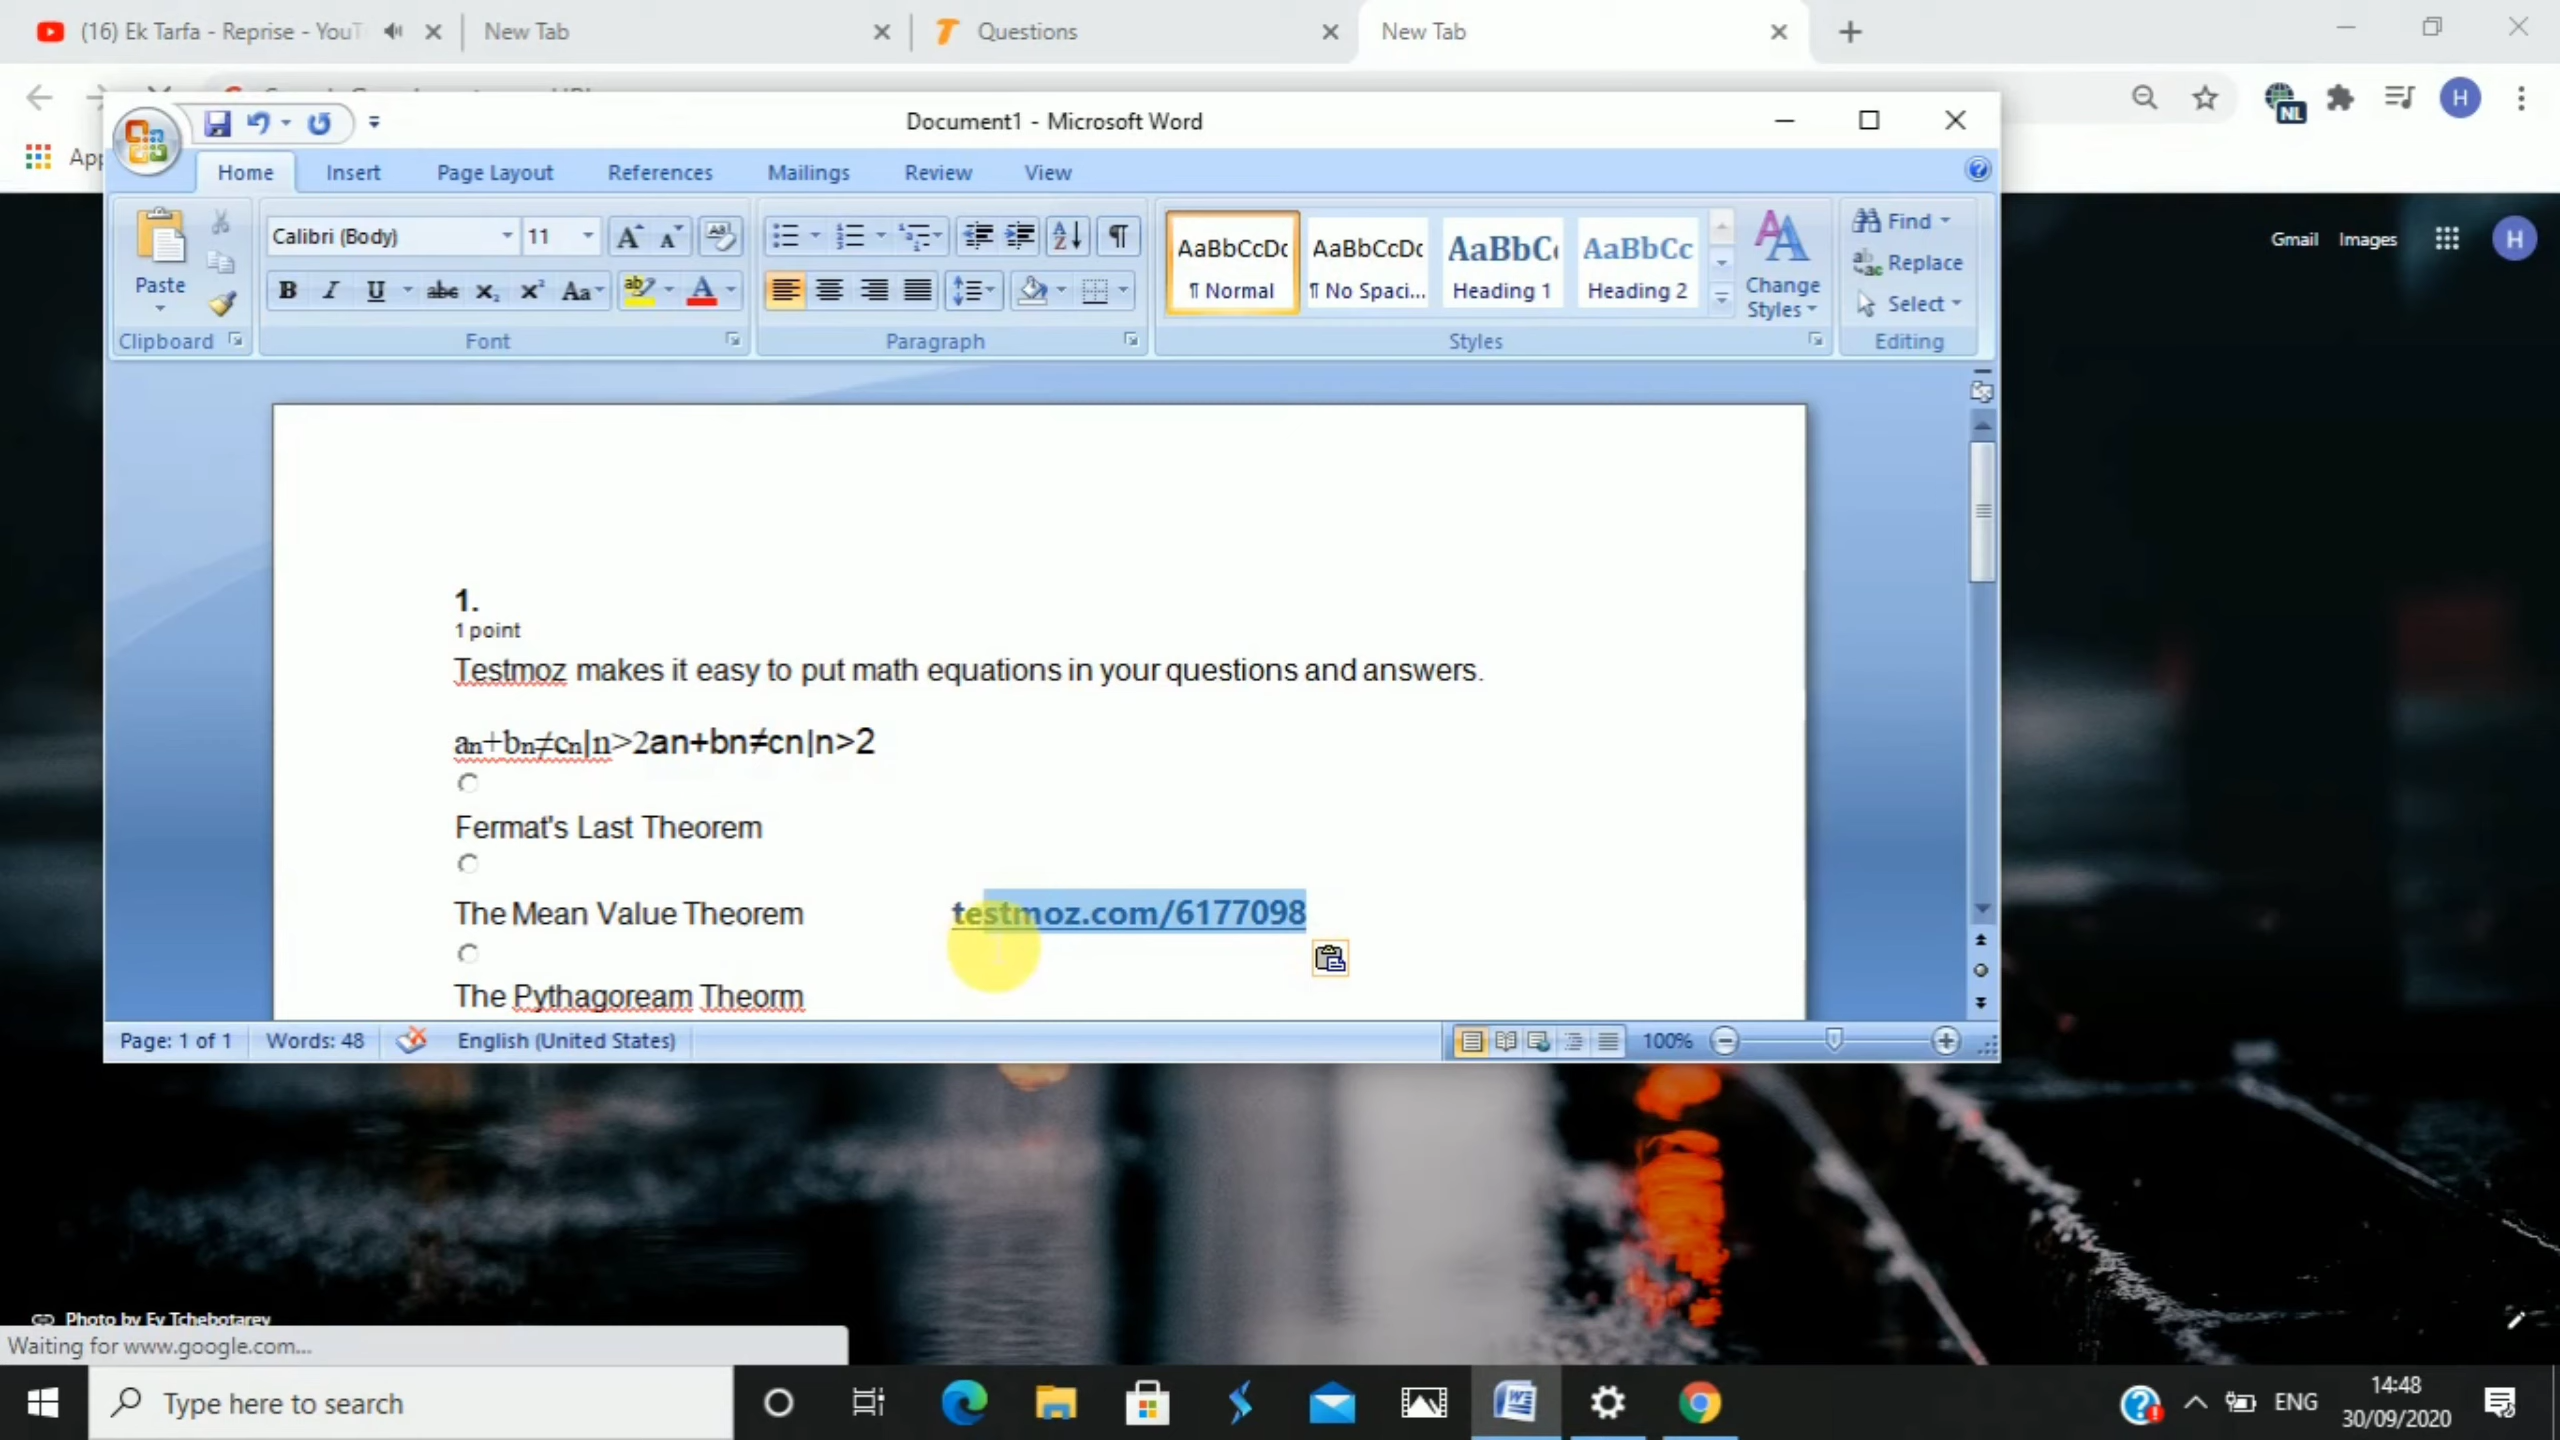 (16) Ek Tarfa - Reprise - YouT
New Tab
Questions
New Tab
NL
H
Document1 - Microsoft Word
Home
Insert
Page Layout
References
Mailings
Review
View
Calibri (Body)
11
AaBbCcDc
AaBbCcDc
AaBbC
AaBbCc
Find
Replace
Select
Paste
¶ Normal
¶ No Spaci...
Heading 1
Heading 2
Change
Styles
Clipboard
Font
Paragraph
Styles
Editing
Gmail
Images
H
1.
1 point
Testmoz makes it easy to put math equations in your questions and answers.
an+bn≠cn|n>2an+bn≠cn|n>2
Fermat's Last Theorem
The Mean Value Theorem
testmoz.com/6177098
The Pythagoream Theorm
Page: 1 of 1
Words: 48
English (United States)
100%
Photo by Ev Tchebotarev
Waiting for www.google.com...
Type here to search
ENG
14:48
30/09/2020